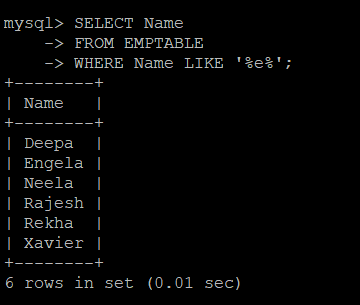 mysql> SELECT Name
    -> FROM EMPTABLE
    -> WHERE Name LIKE '%e%';
+--------+
| Name   |
+--------+
| Deepa  |
| Engela |
| Neela  |
| Rajesh |
| Rekha  |
| Xavier |
+--------+
6 rows in set (0.01 sec)